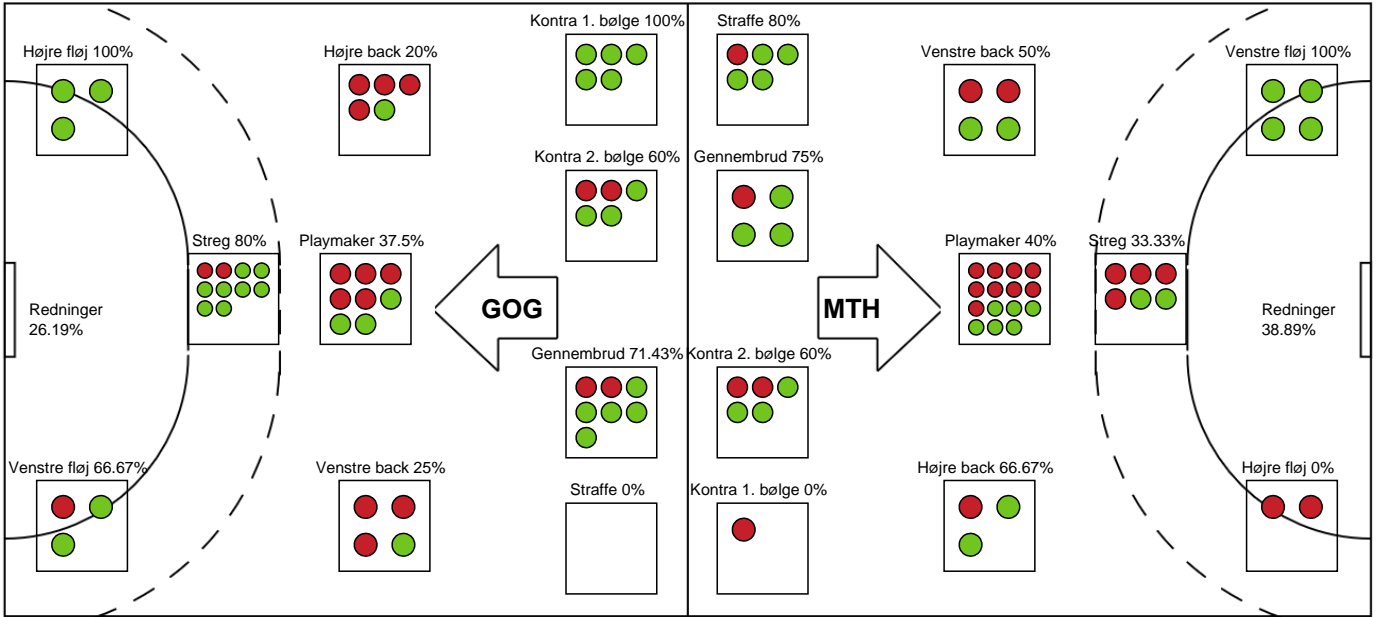 Kontra 1. bølge 100%
Straffe 80%
Højre fløj 100%
Højre back 20%
Venstre back 50%
Venstre fløj 100%
Kontra 2. bølge 60%
Gennembrud 75%
Streg 80%
Playmaker 37.5%
Playmaker 40%
Streg 33.33%
Redninger
26.19%
GOG
MTH
Redninger
38.89%
Gennembrud 71.43%
Kontra 2. bølge 60%
Venstre fløj 66.67%
Venstre back 25%
Højre back 66.67%
Højre fløj 0%
Straffe 0%
Kontra 1. bølge 0%